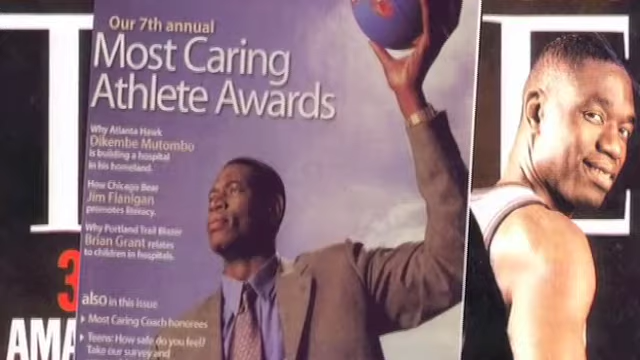 Our 7th annual
Most Caring
Athlete Awards
Why Atlanta Hawk
Dikembe Mutombo
is building a hospital
in his homeland.
How Chicago Bear
Jim Flanigan
promotes literacy.
Why Portland Trail Blazer
Brian Grant relates
to children in hospitals.
also in this issue
Most Caring Coach honorees
Teens: How safe do you feel?
Take our survey and
3
AMA
E